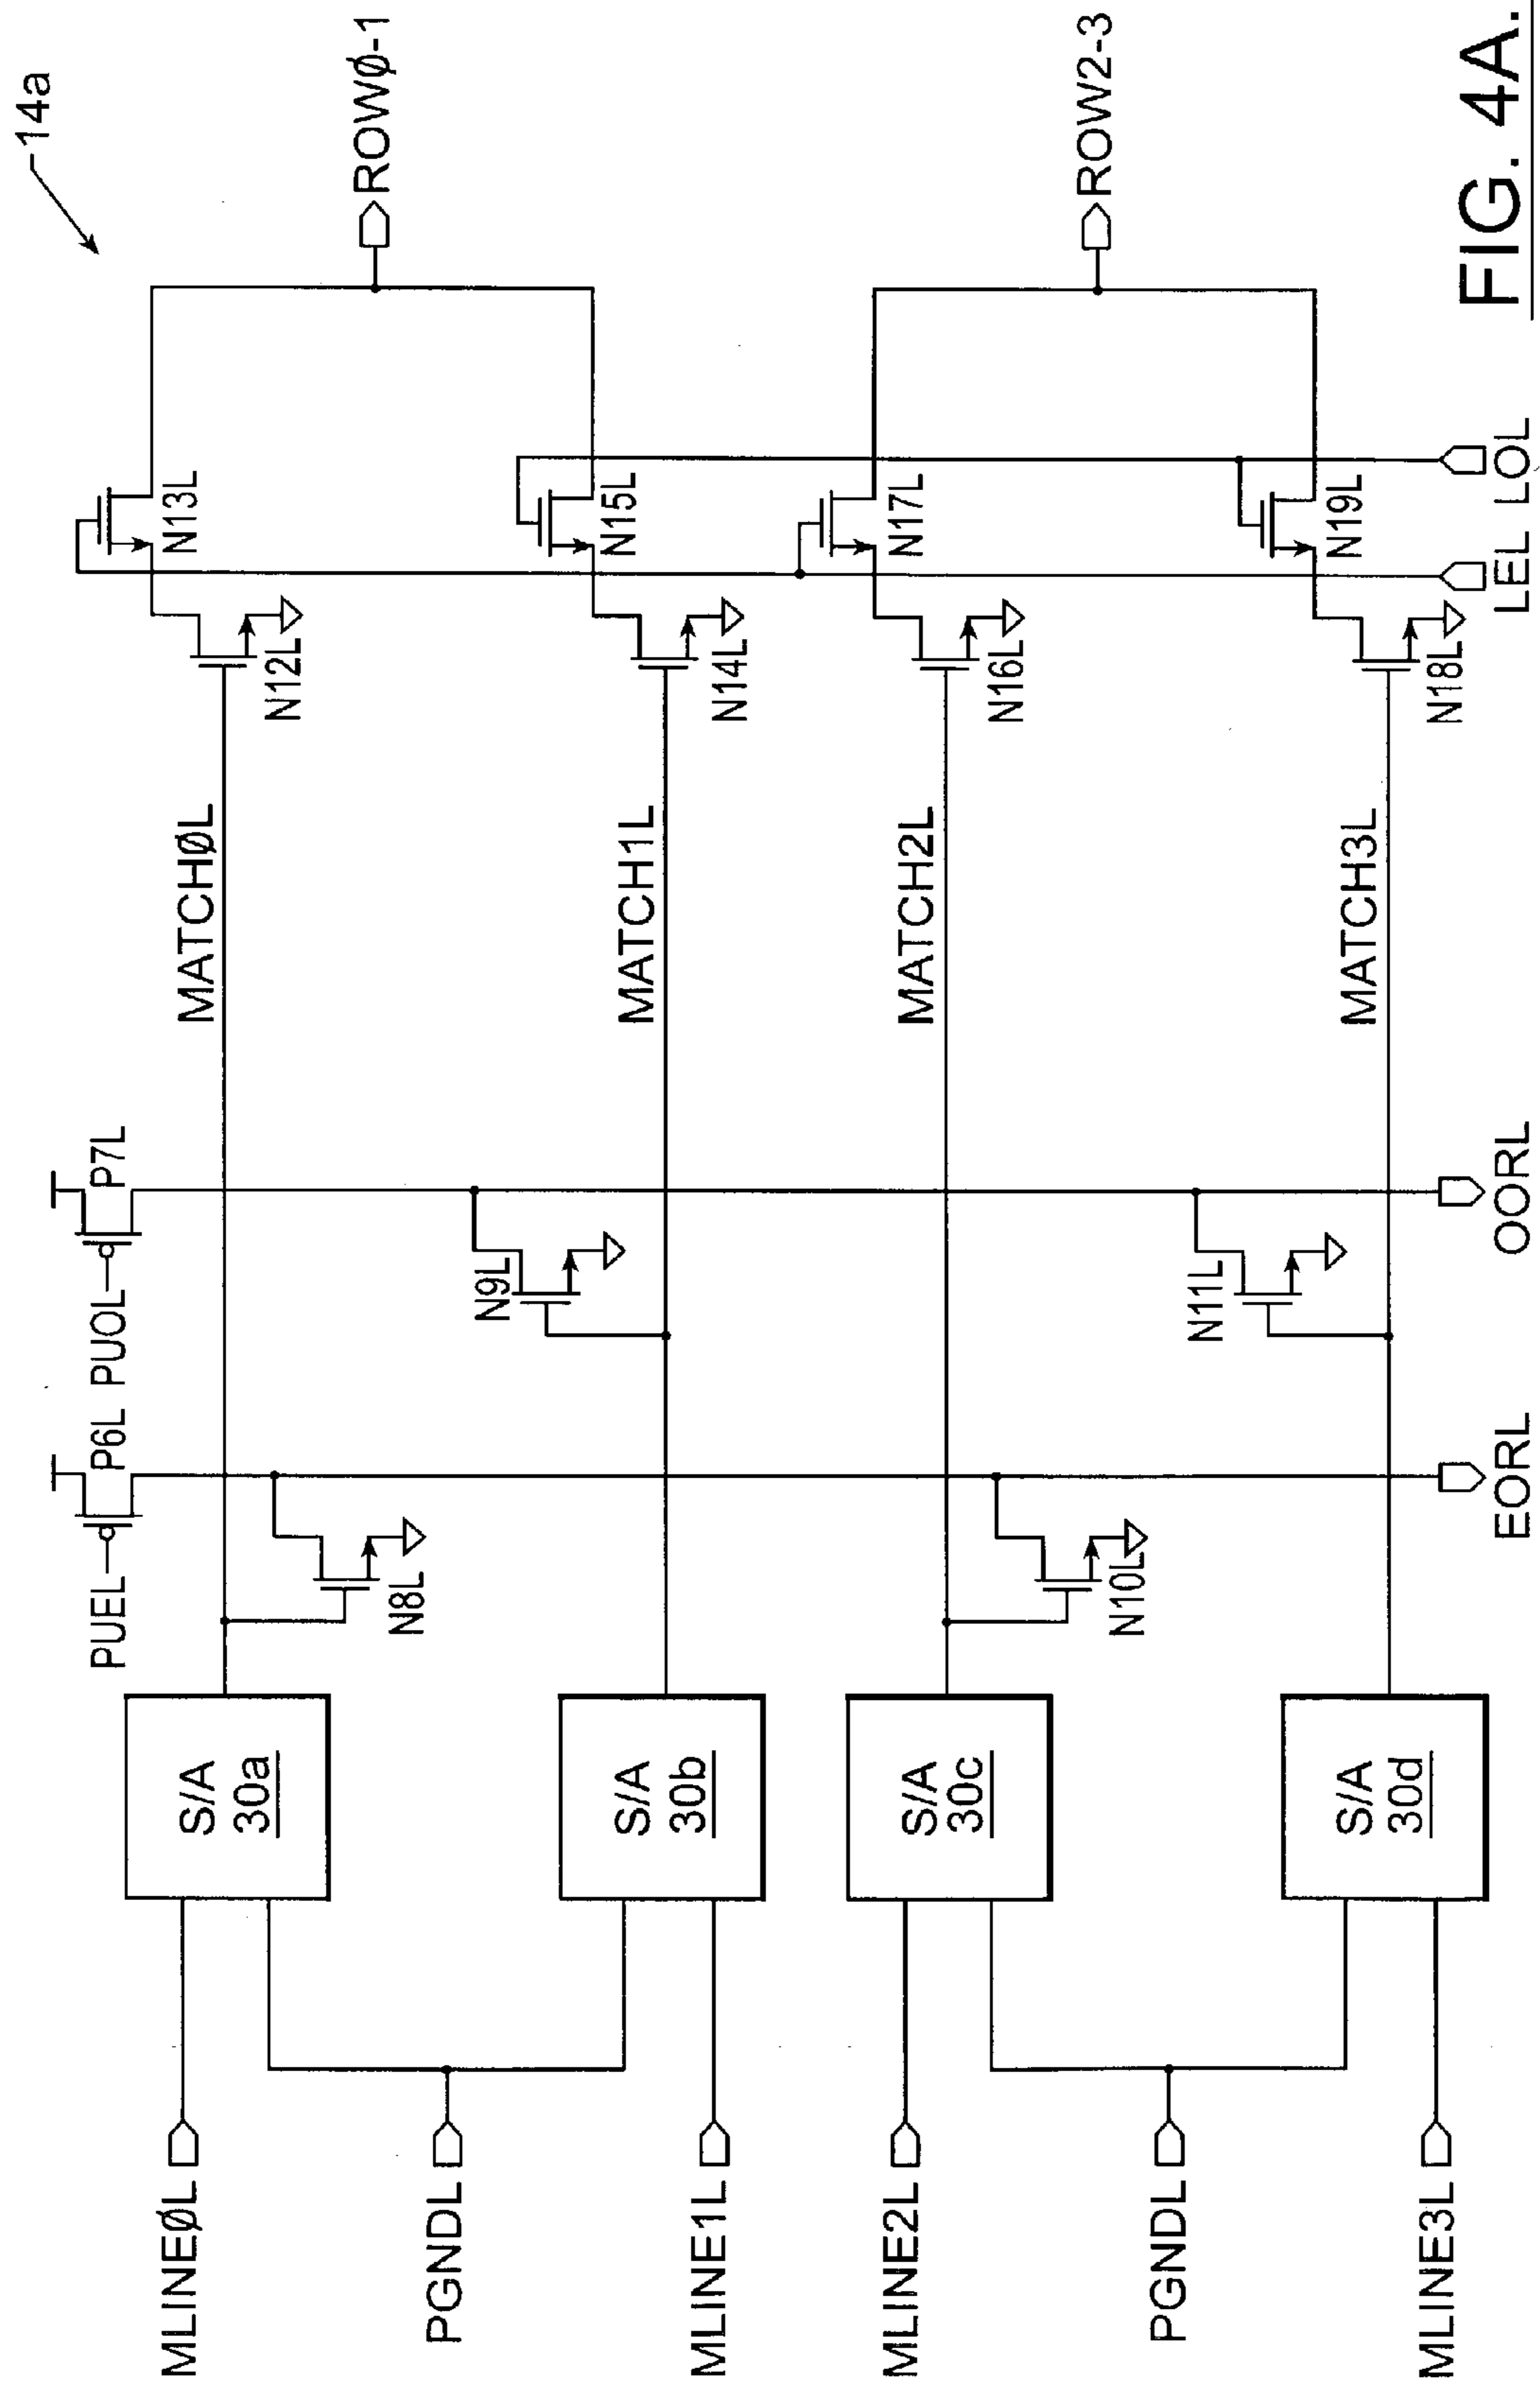 14a
PUEL
P6L
PUOL
P7L
MLINEØL
S/A
30a
MATCHØL
N12L
N13L
ROWØ-1
N8L
PGNDL
N9L
MLINE1L
S/A
30b
MATCH1L
N14L
N15L
MLINE2L
S/A
30c
MATCH2L
N16L
N17L
ROW2-3
N10L
PGNDL
N11L
MLINE3L
S/A
30d
MATCH3L
N18L
N19L
EORL
OORL
LEL
LOL
FIG. 4A.